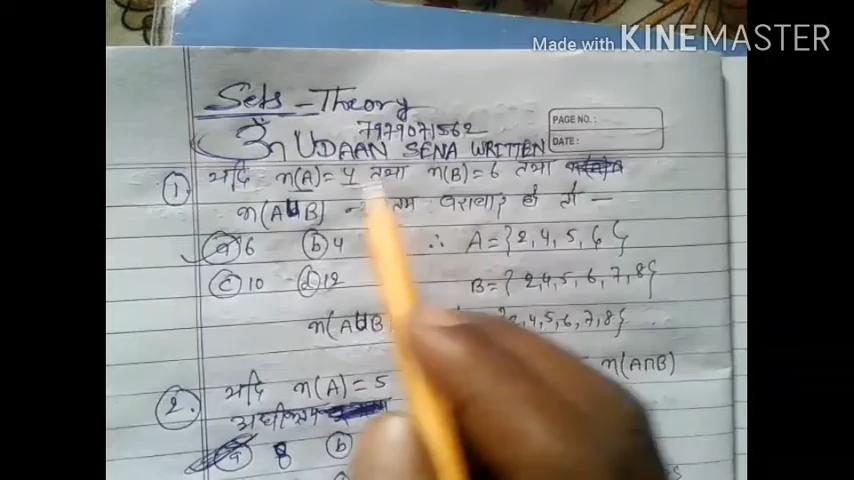 Made with KINEMASTER
Sets - Theory
PAGE NO.:
DATE:
7979071562
UDAAN SENA WRITTEN
① यदि n(A)= 4 तथा n(B)=6 तथा
n(A∪B) बराबर हो तो —
ⓐ 6 ⓑ 4 ∴ A={2,4,5,6}
ⓒ 10 ⓓ 12 B={2,4,5,6,7,8}
n(A∪B) 2,4,5,6,7,8}
n(A∩B)
2. यदि n(A)=5
ⓐ 8 ⓑ